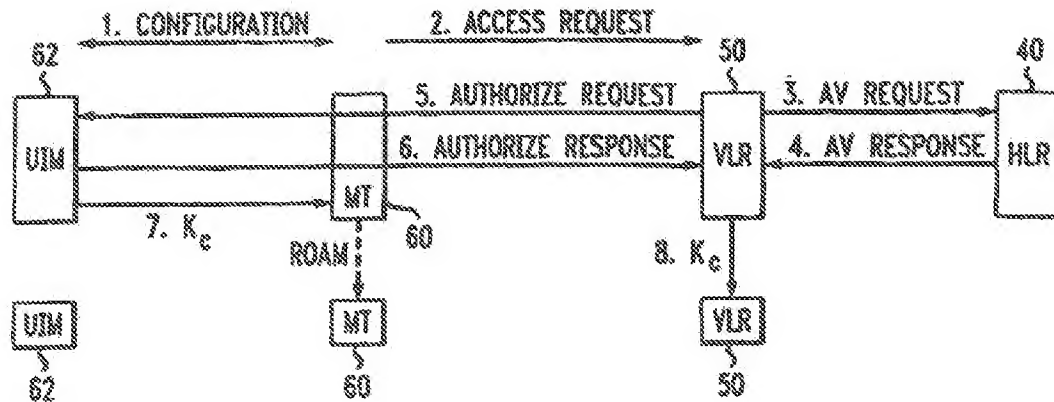 1. CONFIGURATION
2. ACCESS REQUEST
62
50
40
5. AUTHORIZE REQUEST
3. AV REQUEST
UIM
6. AUTHORIZE RESPONSE
VLR
4. AV RESPONSE
HLR
MT
7. Kc
60
ROAM
8. Kc
UIM
MT
VLR
62
60
50